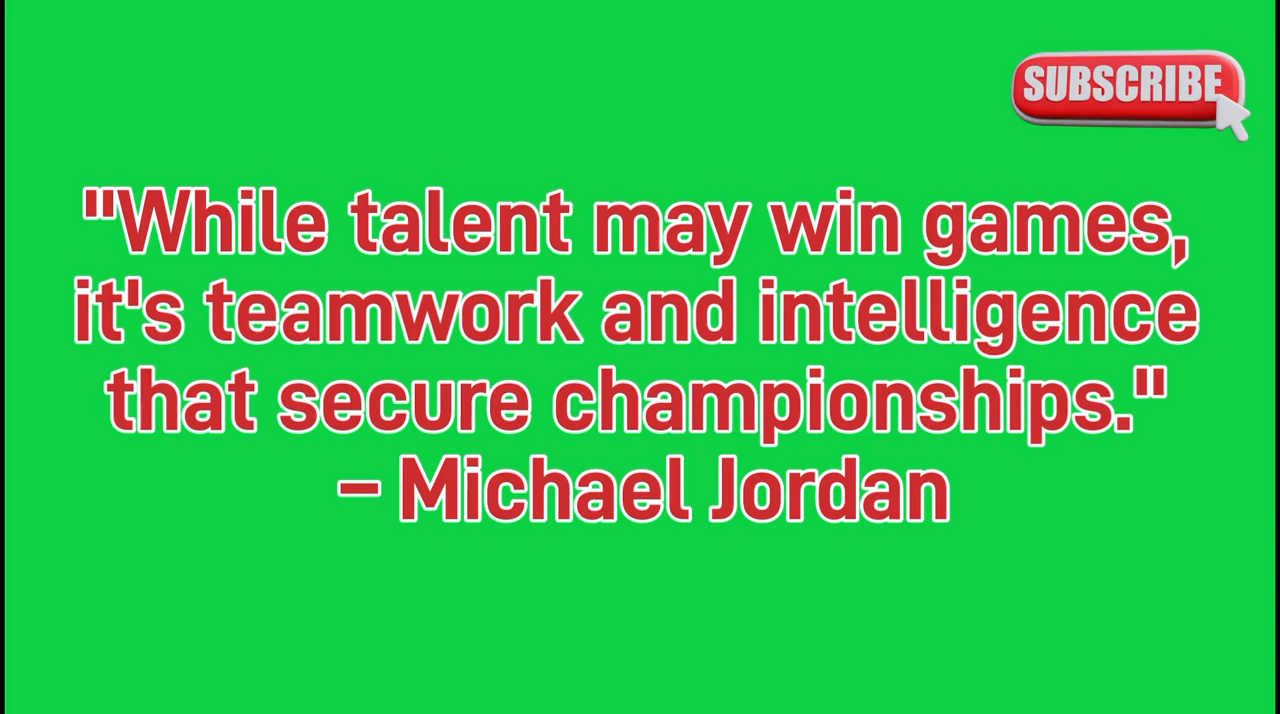 SUBSCRIBE
"While talent may win games,
it's teamwork and intelligence
that secure championships."
– Michael Jordan